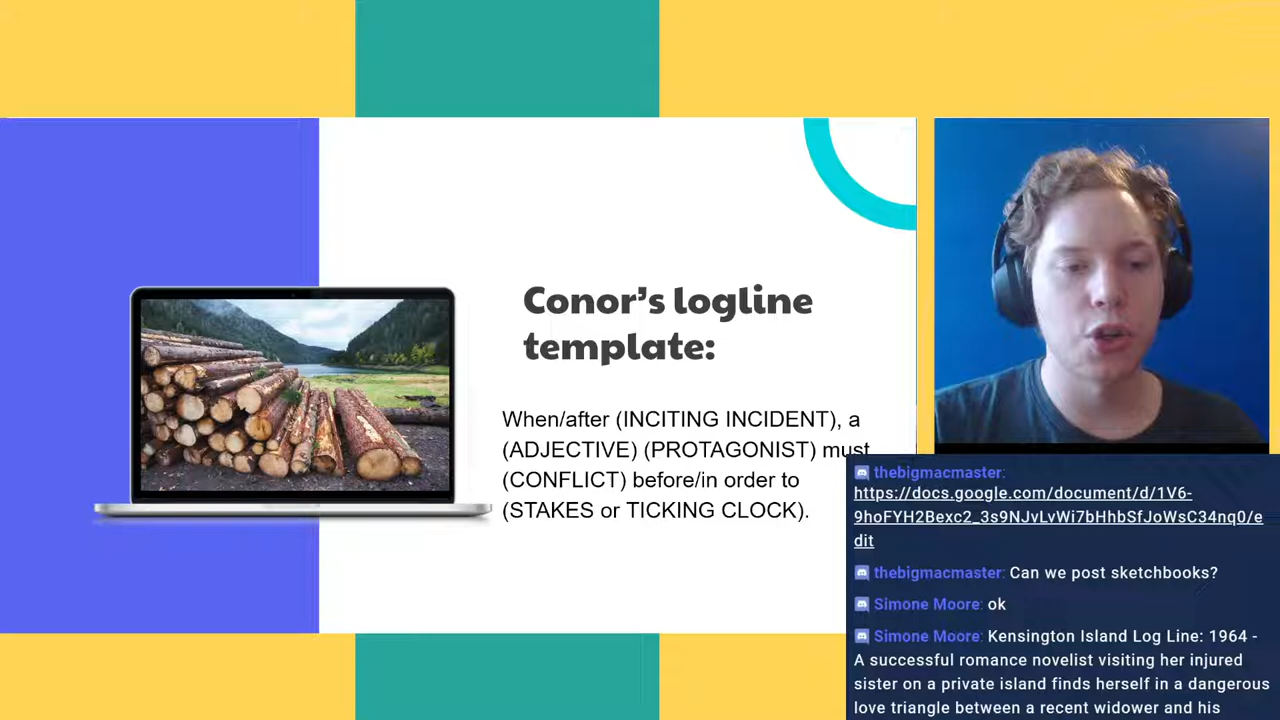 Conor’s logline
template:
When/after (INCITING INCIDENT), a
(ADJECTIVE) (PROTAGONIST) must
(CONFLICT) before/in order to
(STAKES or TICKING CLOCK).
thebigmacmaster:
https://docs.google.com/document/d/1V6-
9hoFYH2Bexc2_3s9NJvLvWi7bHhbSfJoWsC34nq0/e
dit
thebigmacmaster: Can we post sketchbooks?
Simone Moore: ok
Simone Moore: Kensington Island Log Line: 1964 -
A successful romance novelist visiting her injured
sister on a private island finds herself in a dangerous
love triangle between a recent widower and his